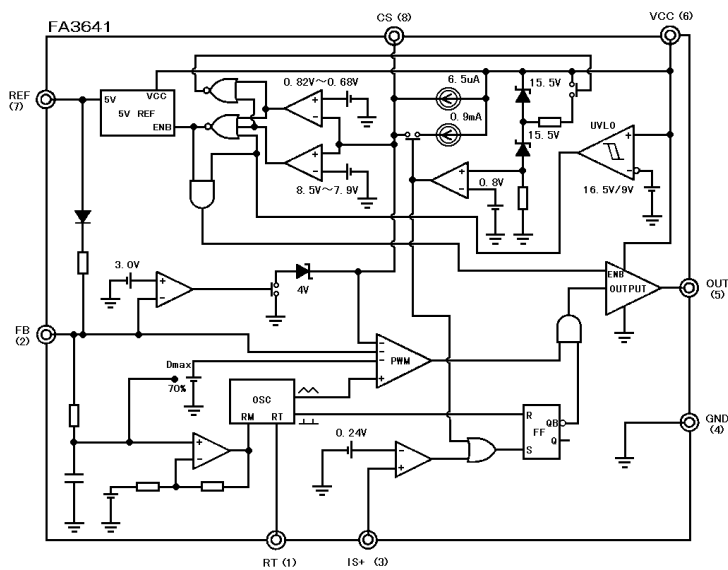 FA3641
CS (8)
VCC (6)
REF
(7)
5V
VCC
5V REF
ENB
0.82V～0.68V
6.5uA
15.5V
0.9mA
15.5V
UVLO
8.5V～7.9V
0.8V
16.5V/9V
3.0V
4V
ENB
OUTPUT
OUT
(5)
FB
(2)
PWM
Dmax
70%
OSC
RM
RT
R
QB
FF
Q
S
0.24V
GND
(4)
RT (1)
IS+ (3)